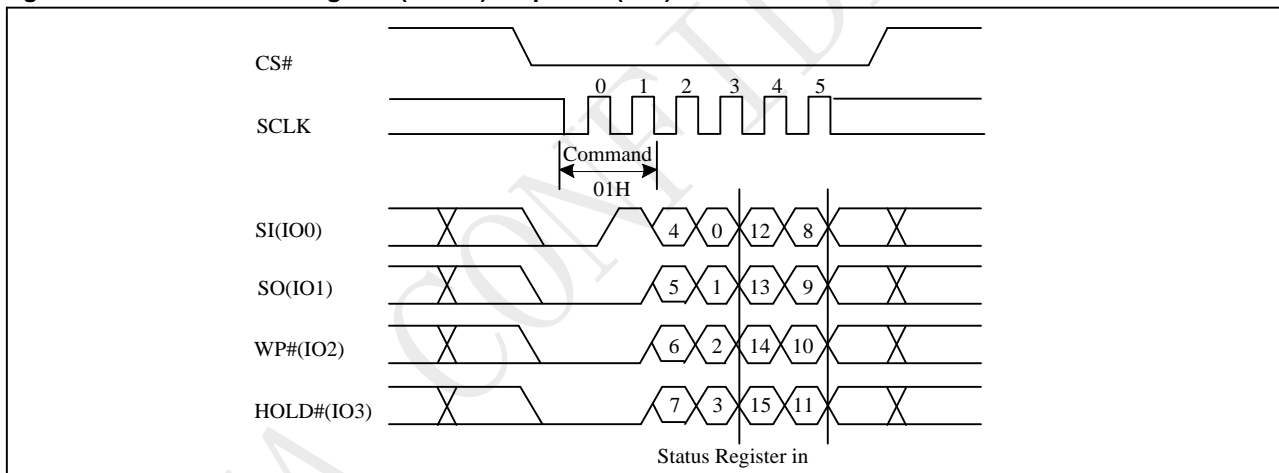 CS#
0 1 2 3 4 5
SCLK
Command
01H
SI(IO0) 4 0 12 8
SO(IO1) 5 1 13 9
WP#(IO2) 6 2 14 10
HOLD#(IO3) 7 3 15 11
Status Register in